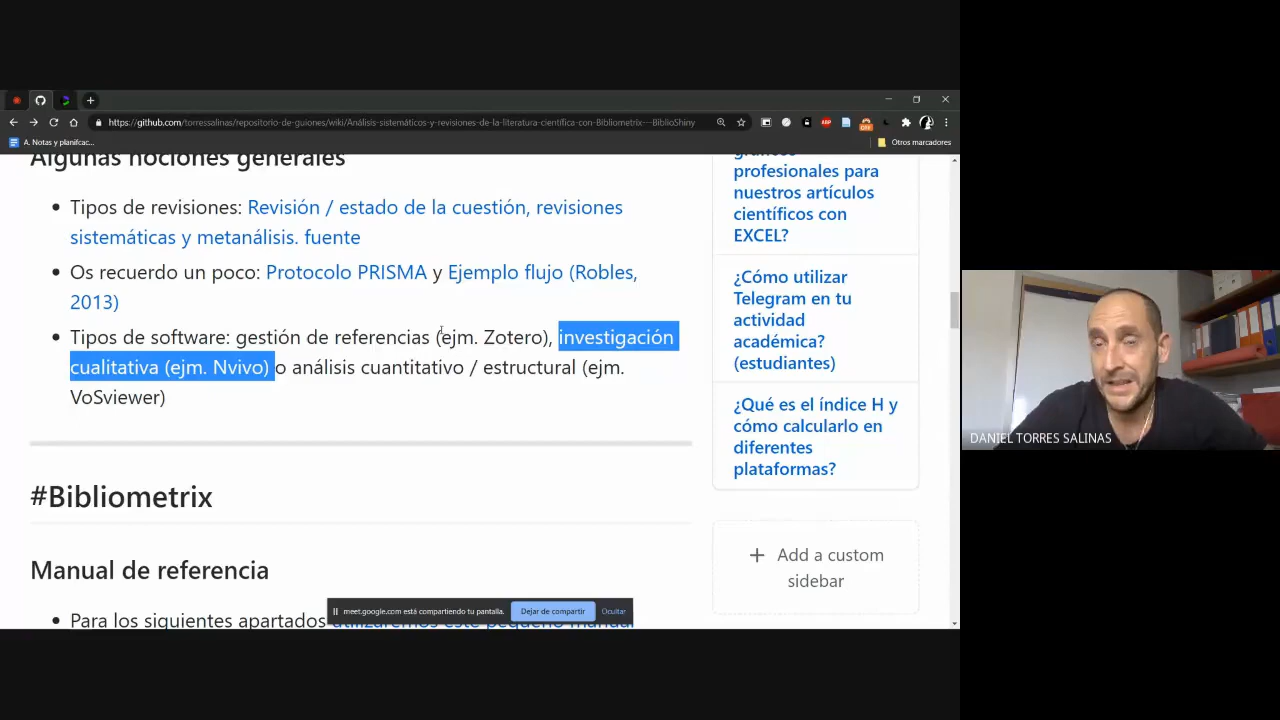 https://github.com/torressalinas/repositorio-de-guiones/wiki/Análisis-sistemáticos-y-revisiones-de-la-literatura-científica-con-Bibliometrix---BiblioShiny
A. Notas y planifcac...
Otros marcadores
Algunas nociones generales
Tipos de revisiones: Revisión / estado de la cuestión, revisiones
sistemáticas y metanálisis. fuente
Os recuerdo un poco: Protocolo PRISMA y Ejemplo flujo (Robles,
2013)
Tipos de software: gestión de referencias (ejm. Zotero), investigación
cualitativa (ejm. Nvivo) o análisis cuantitativo / estructural (ejm.
VoSviewer)
#Bibliometrix
Manual de referencia
Para los siguientes apartados utilizaremos este pequeño manual
meet.google.com está compartiendo tu pantalla.
Dejar de compartir
Ocultar
gráficos
profesionales para
nuestros artículos
científicos con
EXCEL?
¿Cómo utilizar
Telegram en tu
actividad
académica?
(estudiantes)
¿Qué es el índice H y
cómo calcularlo en
diferentes
plataformas?
Add a custom
sidebar
DANIEL TORRES SALINAS